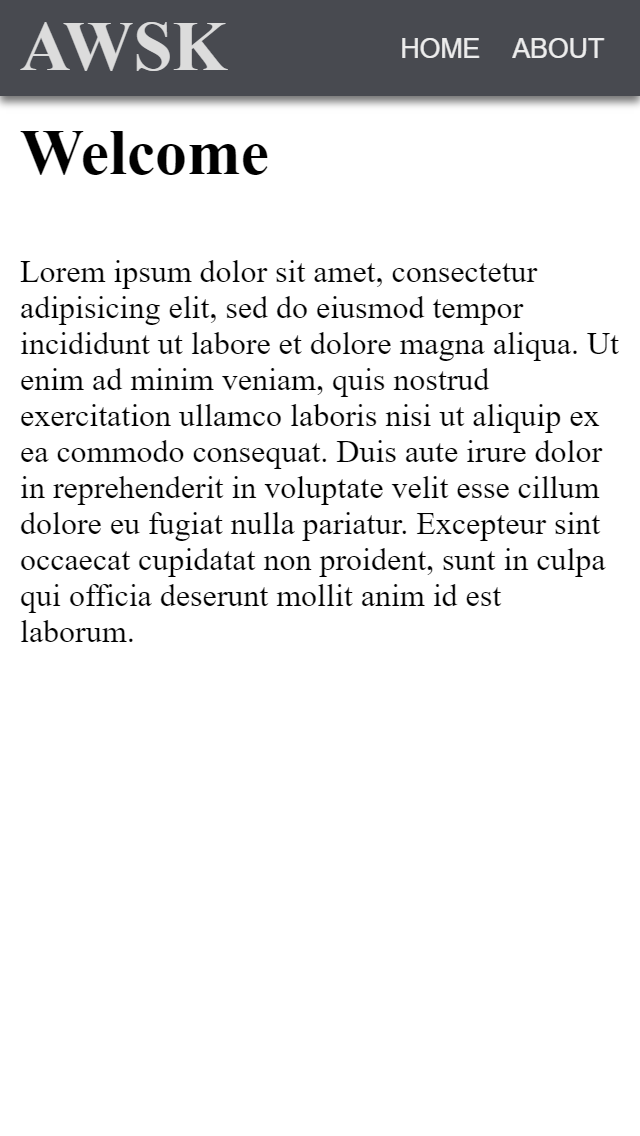 AWSK HOME ABOUT
Welcome
Lorem ipsum dolor sit amet, consectetur
adipisicing elit, sed do eiusmod tempor
incididunt ut labore et dolore magna aliqua. Ut
enim ad minim veniam, quis nostrud
exercitation ullamco laboris nisi ut aliquip ex
ea commodo consequat. Duis aute irure dolor
in reprehenderit in voluptate velit esse cillum
dolore eu fugiat nulla pariatur. Excepteur sint
occaecat cupidatat non proident, sunt in culpa
qui officia deserunt mollit anim id est
laborum.